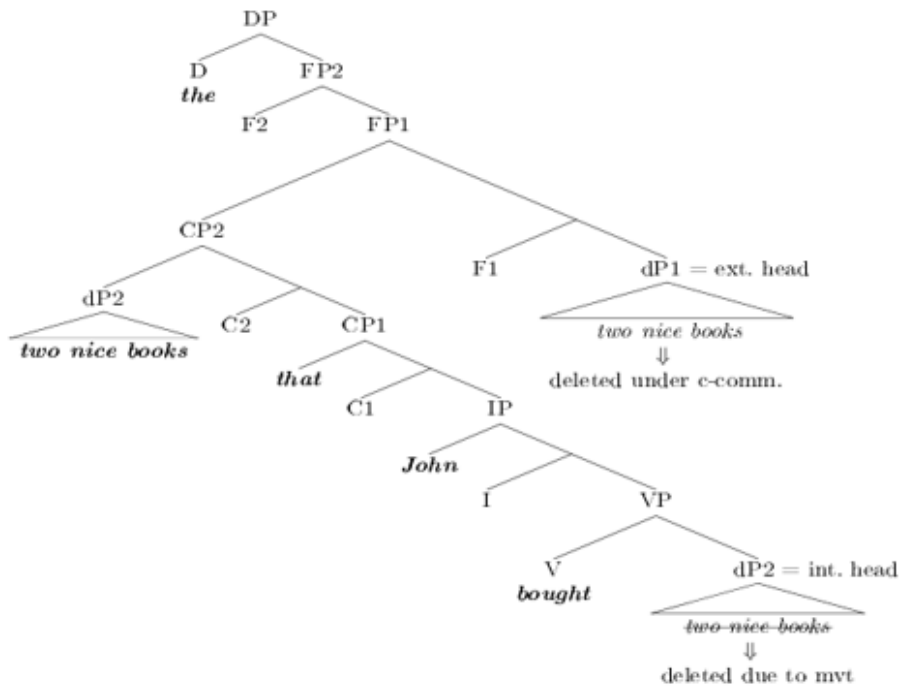 DP
D FP2
the
F2 FP1
CP2
F1 dP1 = ext. head
dP2
C2 CP1 two nice books
two nice books ⇓
that deleted under c-comm.
C1 IP
John
I VP
V dP2 = int. head
bought
two nice books
⇓
deleted due to mvt